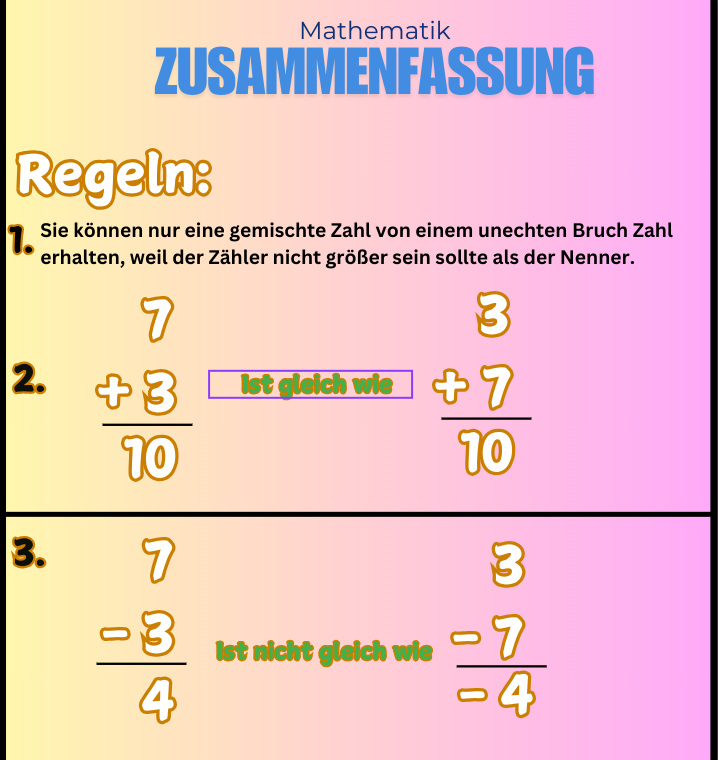 Mathematik
ZUSAMMENFASSUNG
Regeln:
1. Sie können nur eine gemischte Zahl von einem unechten Bruch Zahl
erhalten, weil der Zähler nicht größer sein sollte als der Nenner.
2.
7
+ 3
10
Ist gleich wie
3
+ 7
10
3.
7
- 3
4
Ist nicht gleich wie
3
- 7
- 4